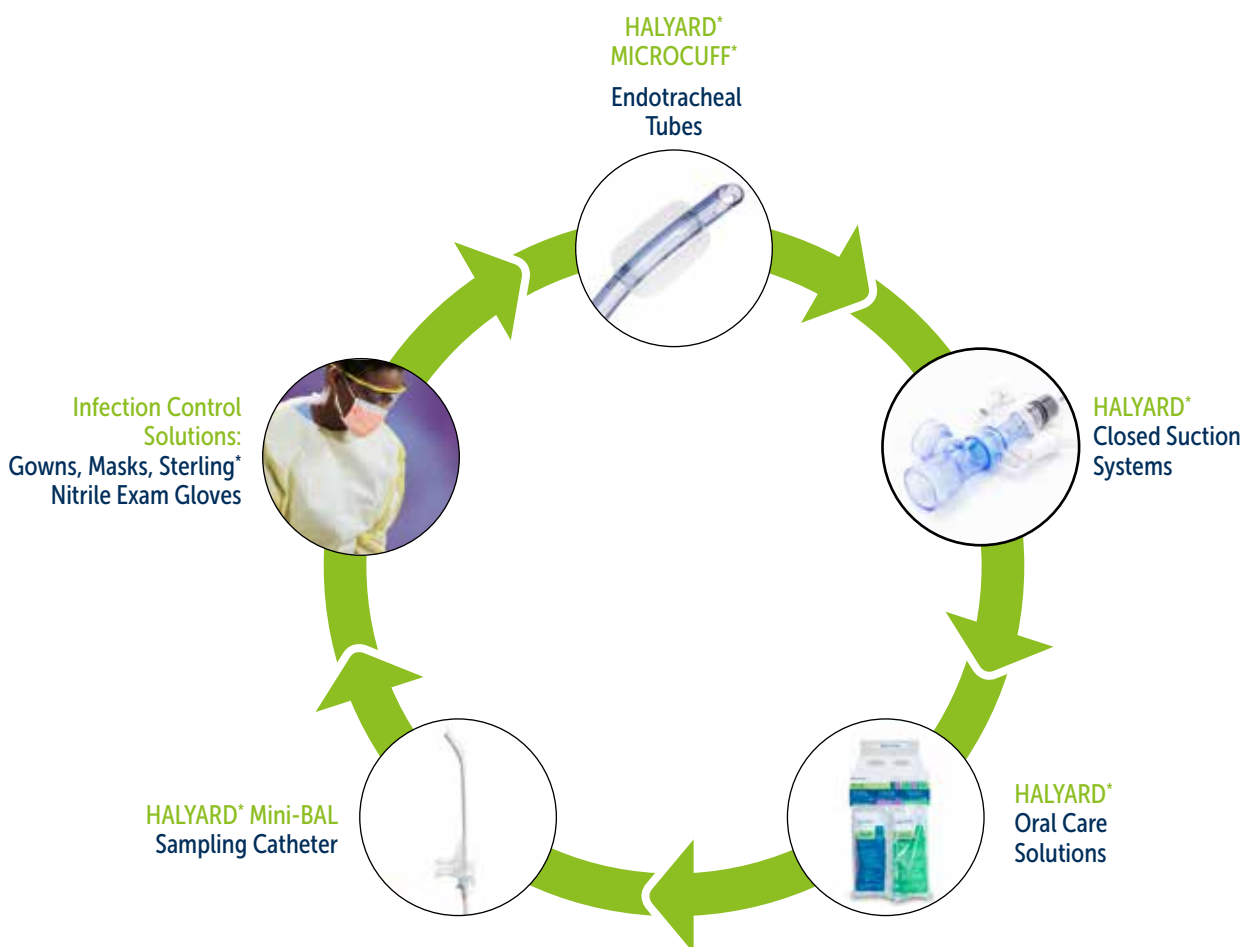 HALYARD*
MICROCUFF*
Endotracheal
Tubes
HALYARD*
Closed Suction
Systems
HALYARD*
Oral Care
Solutions
HALYARD* Mini-BAL
Sampling Catheter
Infection Control
Solutions:
Gowns, Masks, Sterling*
Nitrile Exam Gloves